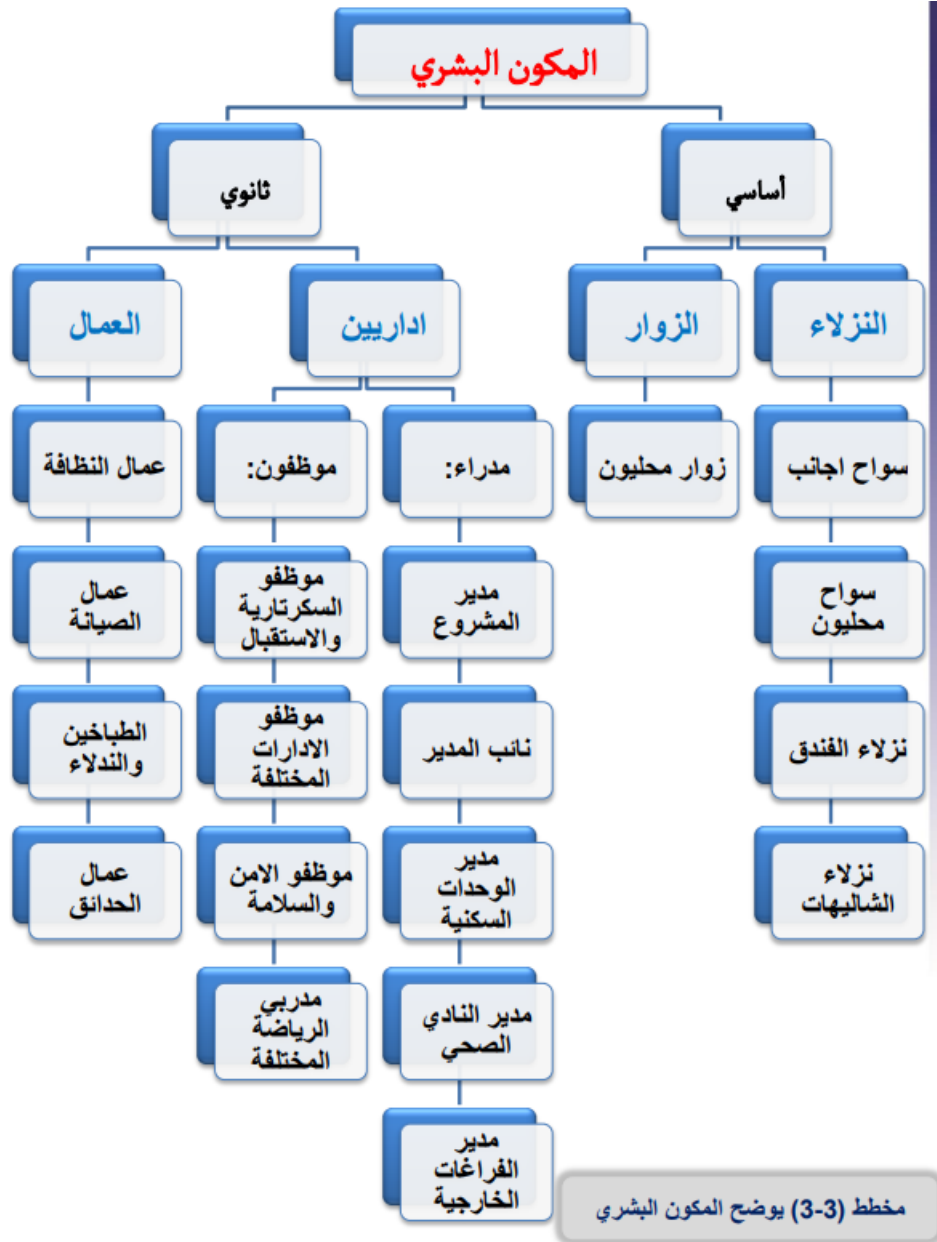 المكون البشري
أساسي
ثانوي
النزلاء
الزوار
اداريين
العمال
سواح اجانب
زوار محليون
مدراء:
موظفون:
عمال النظافة
سواح
محليون
مدير
المشروع
موظفو
السكرتارية
والاستقبال
عمال
الصيانة
نزلاء الفندق
نائب المدير
موظفو
الادارات
المختلفة
الطباخين
والندلاء
نزلاء
الشاليهات
مدير
الوحدات
السكنية
موظفو الامن
والسلامة
عمال
الحدائق
مدير النادي
الصحي
مدربي
الرياضة
المختلفة
مدير
الفراغات
الخارجية
مخطط (3-3) يوضح المكون البشري